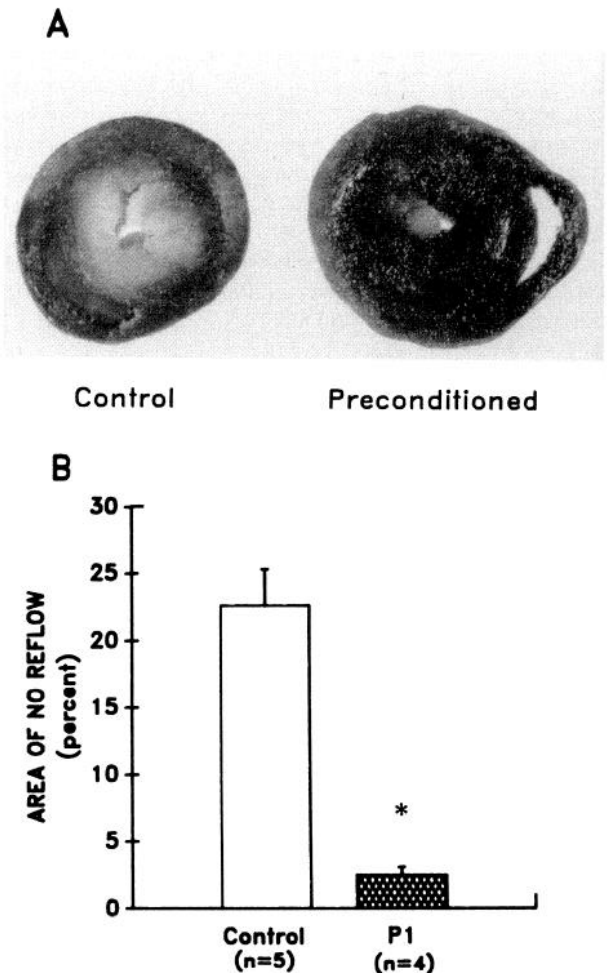 A
Control Preconditioned
B
30
25
20
15
10
5
0
AREA OF NO REFLOW
(percent)
*
Control P1
(n=5) (n=4)